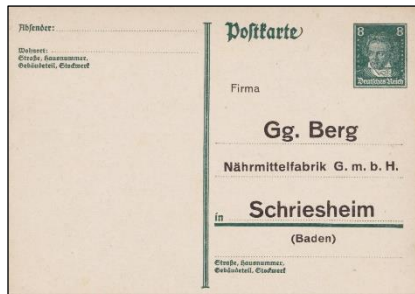 Absender:
Wohnort:
Straße, Hausnummer,
Gebäudeteil, Stockwerk
Postkarte
8 8
Deutsches Reich
Firma
Gg. Berg
Nährmittelfabrik G. m. b. H.
in Schriesheim
(Baden)
Straße, Hausnummer,
Gebäudeteil, Stockwerk